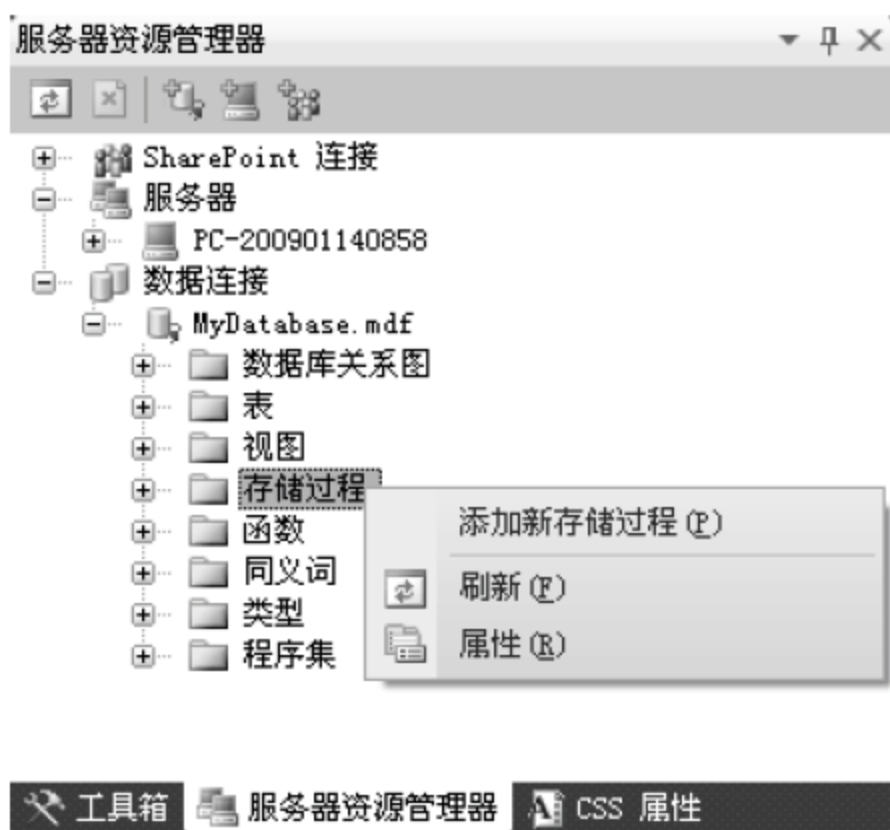 服务器资源管理器
SharePoint 连接
服务器
PC-200901140858
数据连接
MyDatabase.mdf
数据库关系图
表
视图
存储过程
添加新存储过程(P)
函数
同义词
刷新(F)
类型
属性(R)
程序集
工具箱 服务器资源管理器 CSS 属性